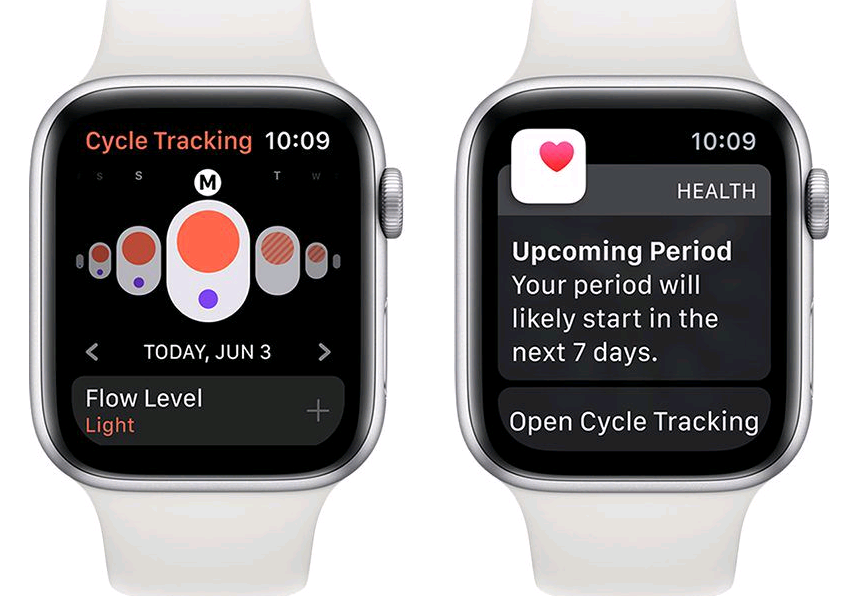 Cycle Tracking 10:09
S S M T W
TODAY, JUN 3
Flow Level
Light
10:09
HEALTH
Upcoming Period
Your period will
likely start in the
next 7 days.
Open Cycle Tracking